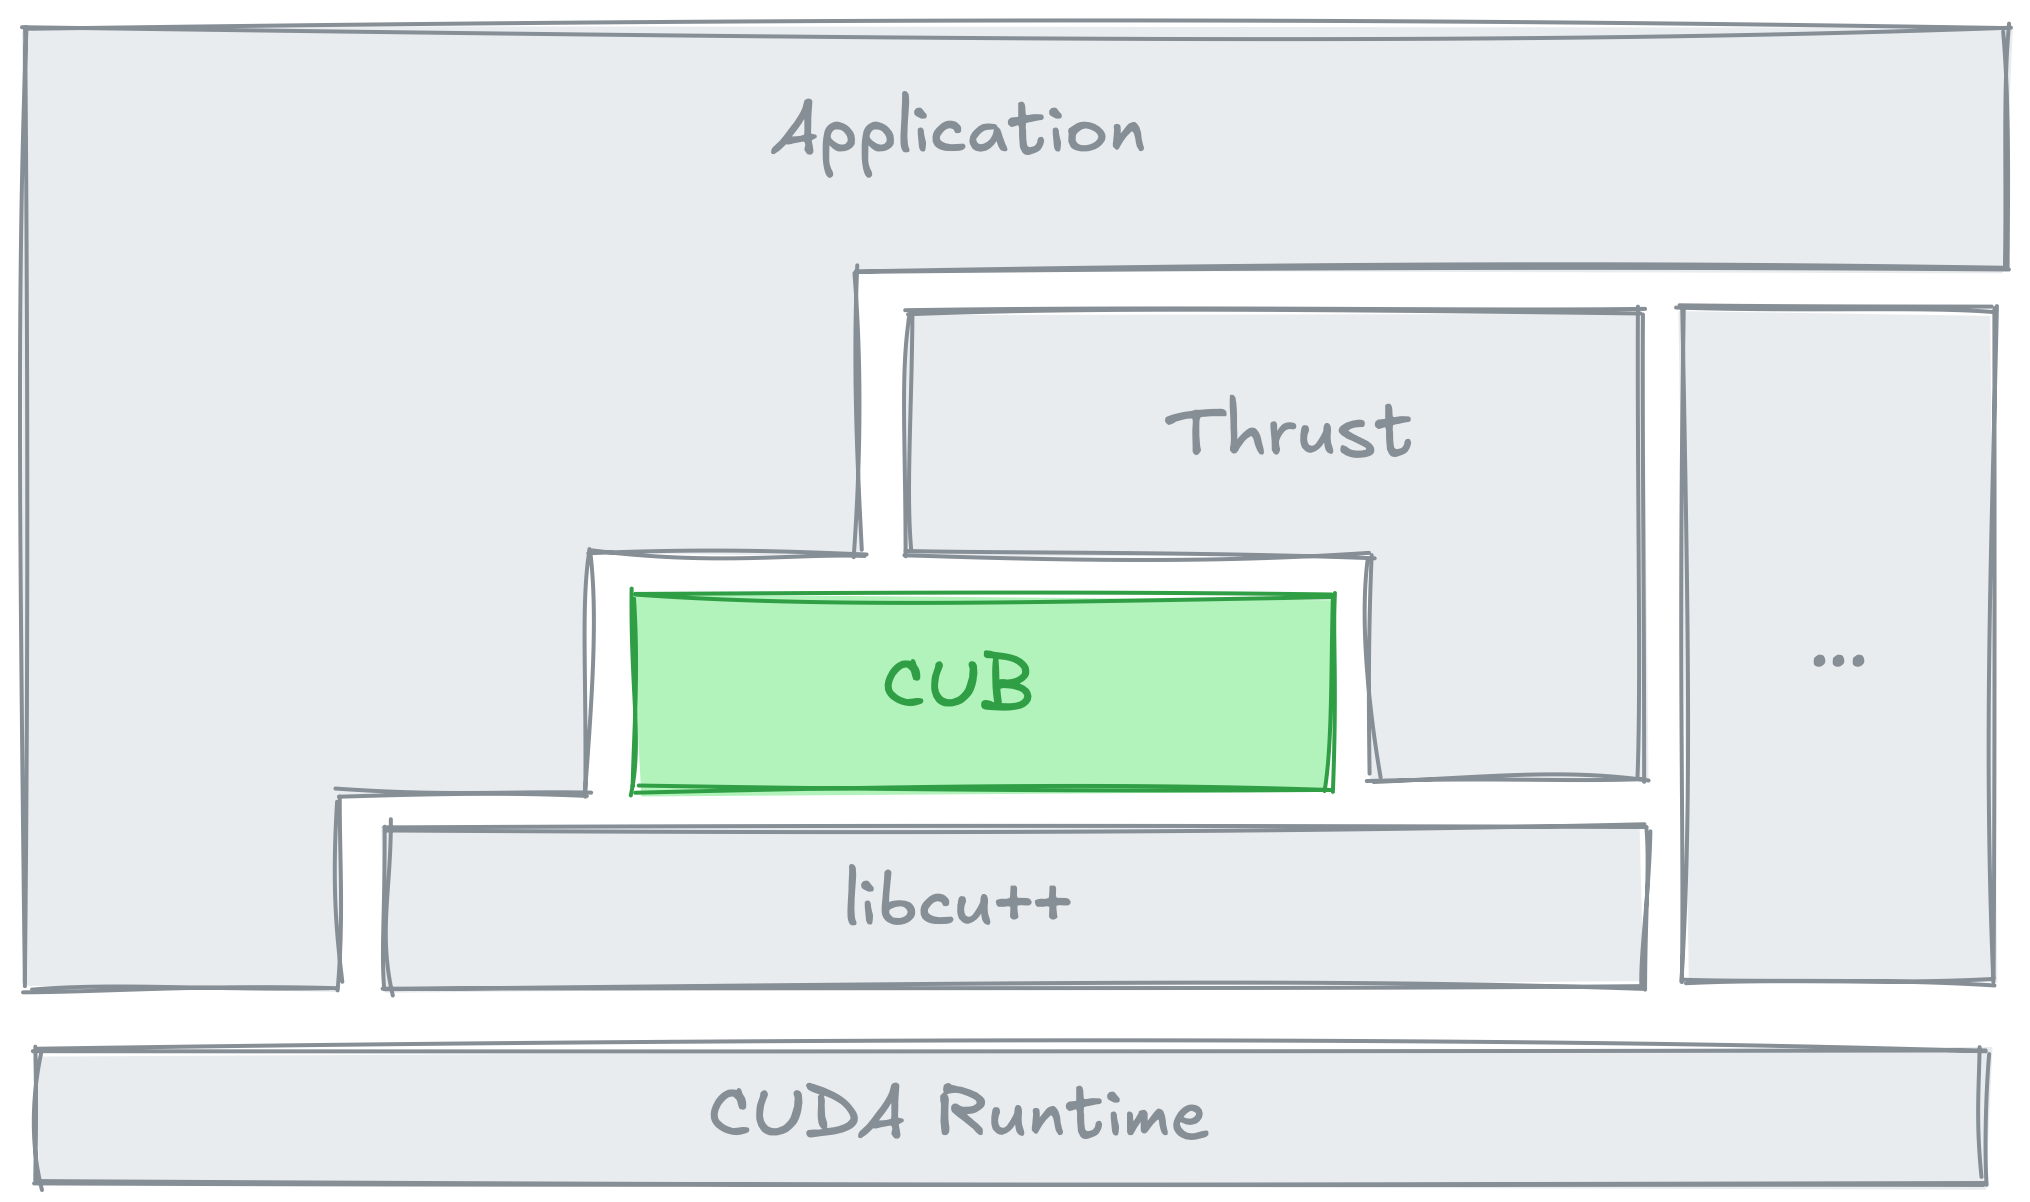 Application
Thrust
CUB
...
libcu++
CUDA Runtime